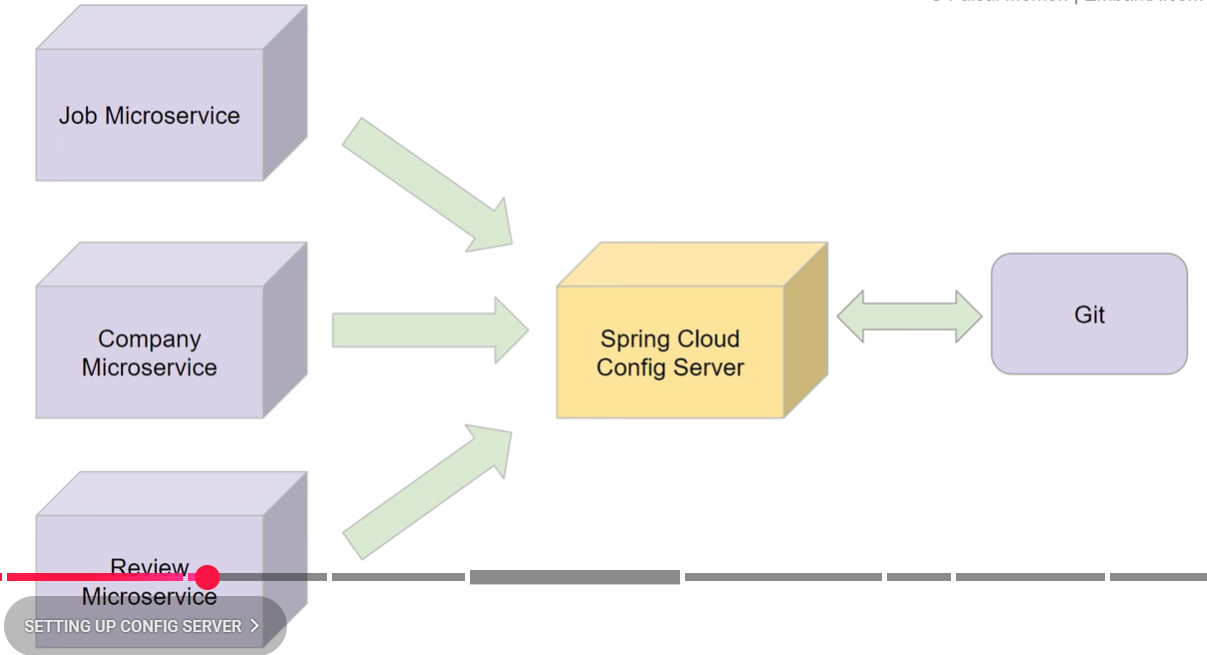 Job Microservice
Company
Microservice
Spring Cloud
Config Server
Git
Review
Microservice
SETTING UP CONFIG SERVER